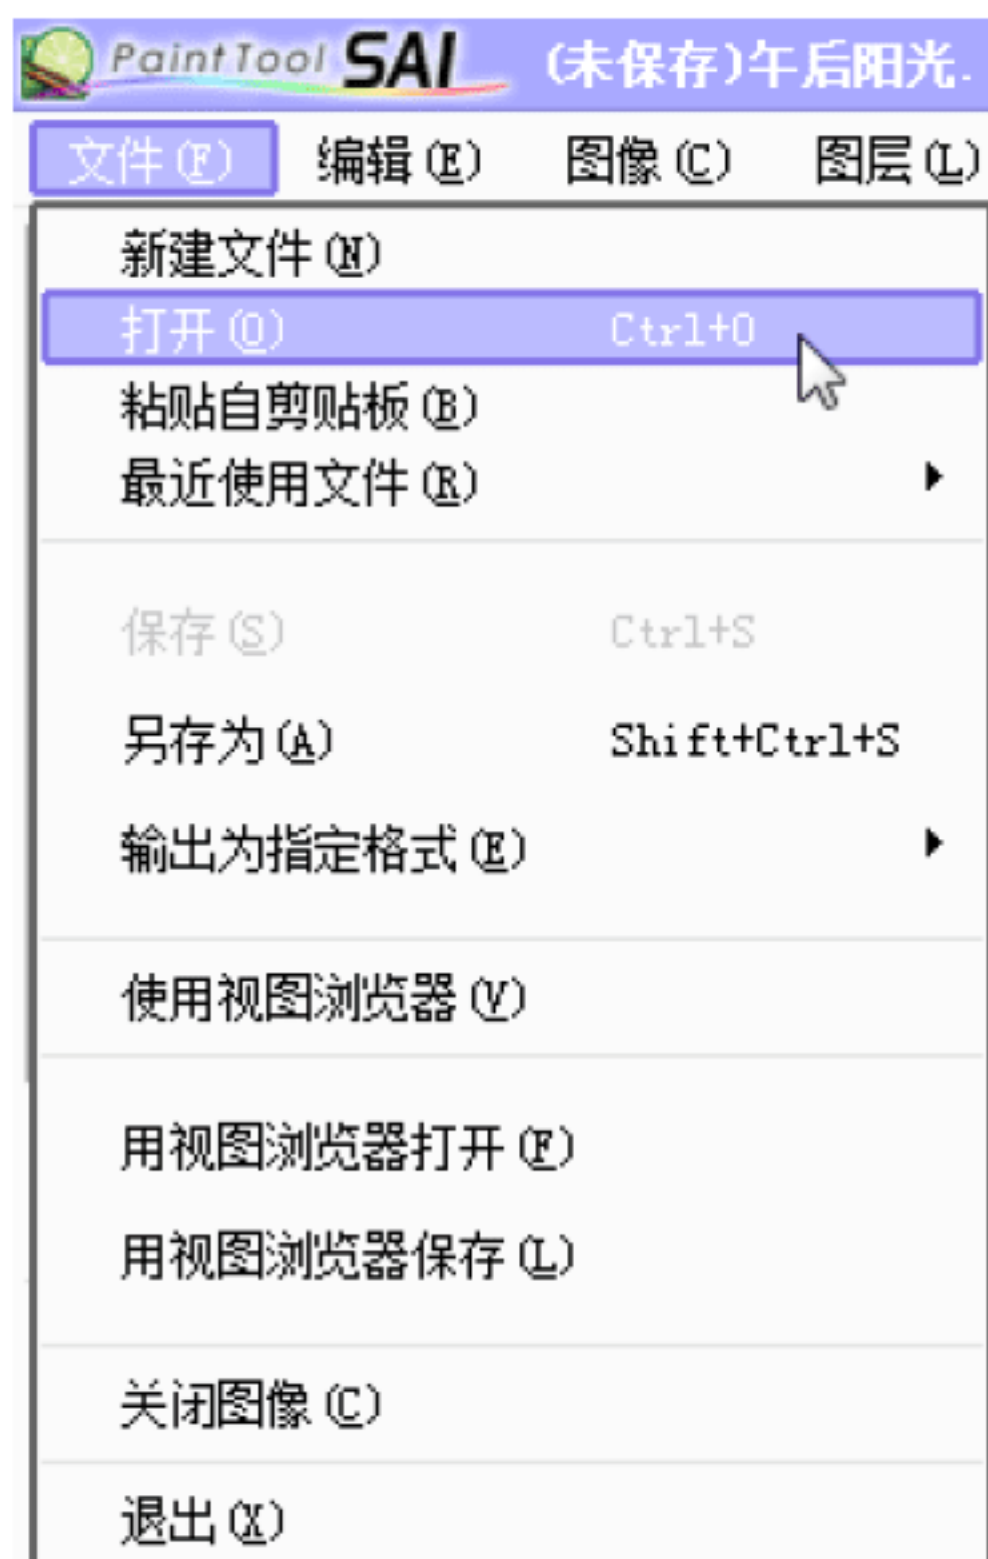 PaintTool SAI (未保存)午后阳光.
文件(F) 编辑(E) 图像(C) 图层(L)
新建文件(N)
打开(O) Ctrl+O
粘贴自剪贴板(B)
最近使用文件(R)
保存(S) Ctrl+S
另存为(A) Shift+Ctrl+S
输出为指定格式(E)
使用视图浏览器(V)
用视图浏览器打开(F)
用视图浏览器保存(L)
关闭图像(C)
退出(X)